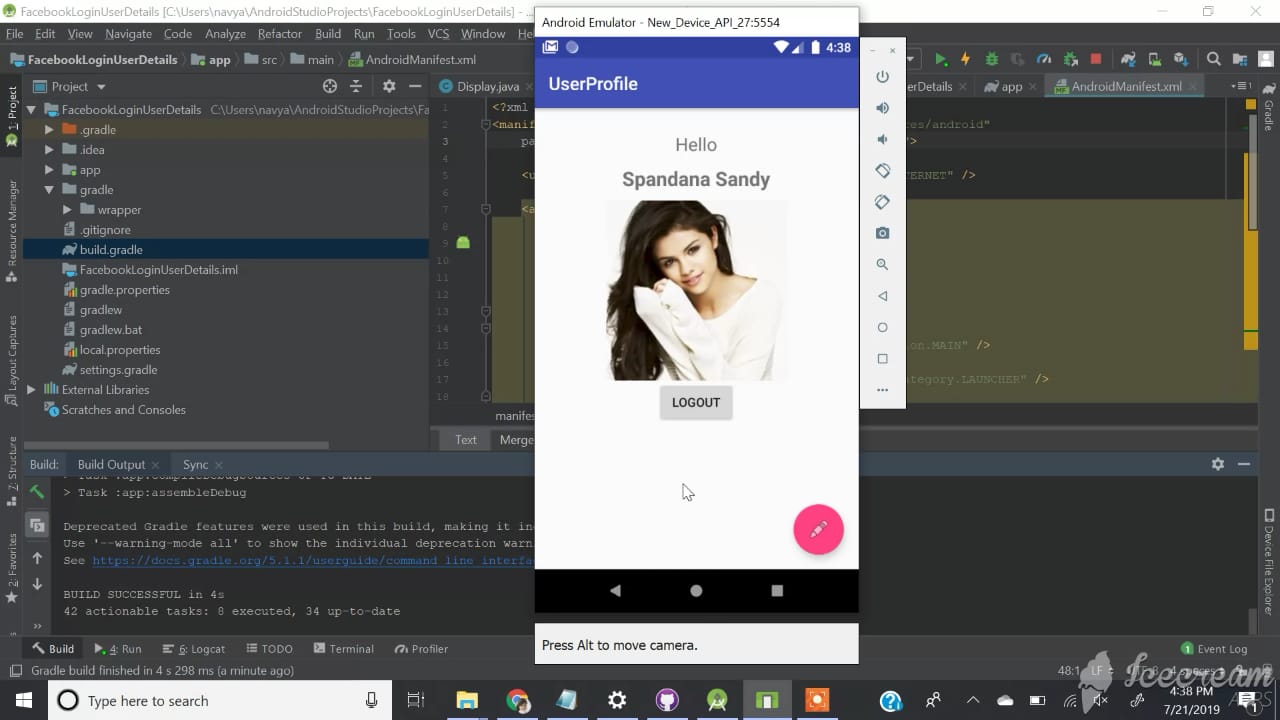 FacebookLoginUserDetails [C:\Users\navya\AndroidStudioProjects\FacebookLoginUserDetails] - ...
File Edit View Navigate Code Analyze Refactor Build Run Tools VCS Window He
FacebookLoginUserDetails app src main AndroidManifest.xml
Project
Display.java
erDetails
app
AndroidManifest.xml
1: Project
Resource Manager
Layout Captures
Z: Structure
2: Favorites
FacebookLoginUserDetails C:\Users\navya\AndroidStudioProjects\Fa
.gradle
.idea
app
gradle
wrapper
.gitignore
build.gradle
FacebookLoginUserDetails.iml
gradle.properties
gradlew
gradlew.bat
local.properties
settings.gradle
External Libraries
Scratches and Consoles
1 <?xml
2 <manif res/android"
3 pa ">
4
5 <u TERNET" />
6
7 <a
8
9
10
11
12
13
14
15 on.MAIN" />
16
17 ategory.LAUNCHER" />
18
manifes
Text Merge
Gradle
Device File Explorer
Android Emulator - New_Device_API_27:5554
4:38
UserProfile
Hello
Spandana Sandy
LOGOUT
Press Alt to move camera.
Build: Build Output Sync
> Task :app:assembleDebug
Deprecated Gradle features were used in this build, making it in
Use '--warning-mode all' to show the individual deprecation warn
See https://docs.gradle.org/5.1.1/userguide/command_line_interfa
BUILD SUCCESSFUL in 4s
42 actionable tasks: 8 executed, 34 up-to-date
Build 4: Run 6: Logcat TODO Terminal Profiler 1 Event Log
Gradle build finished in 4 s 298 ms (a minute ago)
48:1 LF 4 spaces
Icecream
APPS
Type here to search
4:38 PM
7/21/2019
1